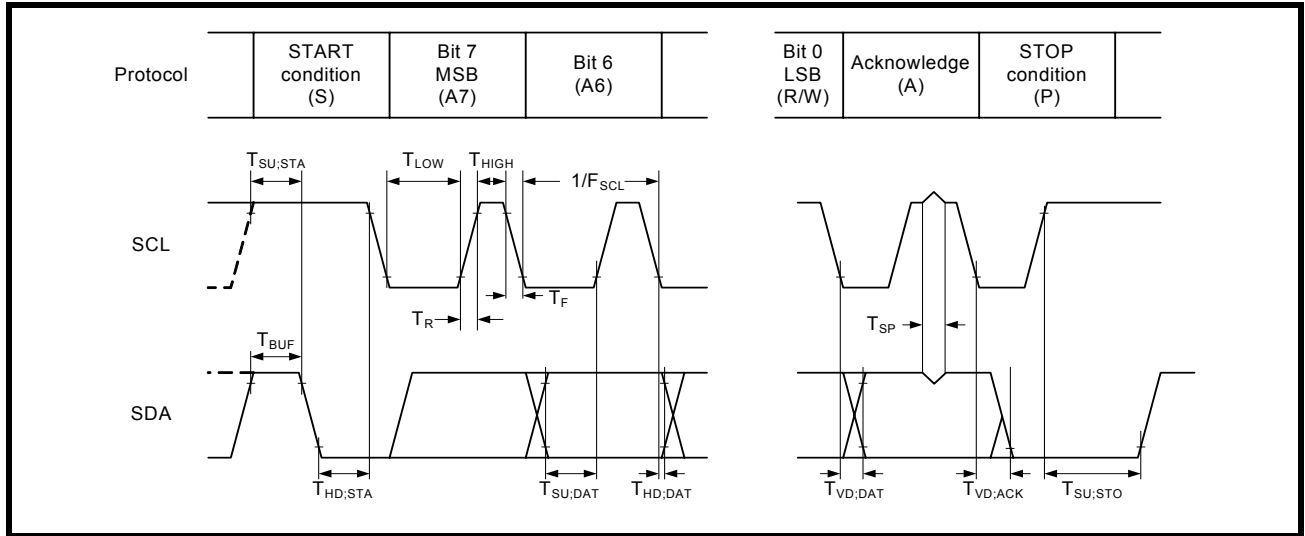 Protocol
START
condition
(S)
Bit 7
MSB
(A7)
Bit 6
(A6)
Bit 0
LSB
(R/W)
Acknowledge
(A)
STOP
condition
(P)
TSU;STA
TLOW
THIGH
1/FSCL
SCL
TF
TR
TSP
TBUF
SDA
THD;STA
TSU;DAT
THD;DAT
TVD;DAT
TVD;ACK
TSU;STO